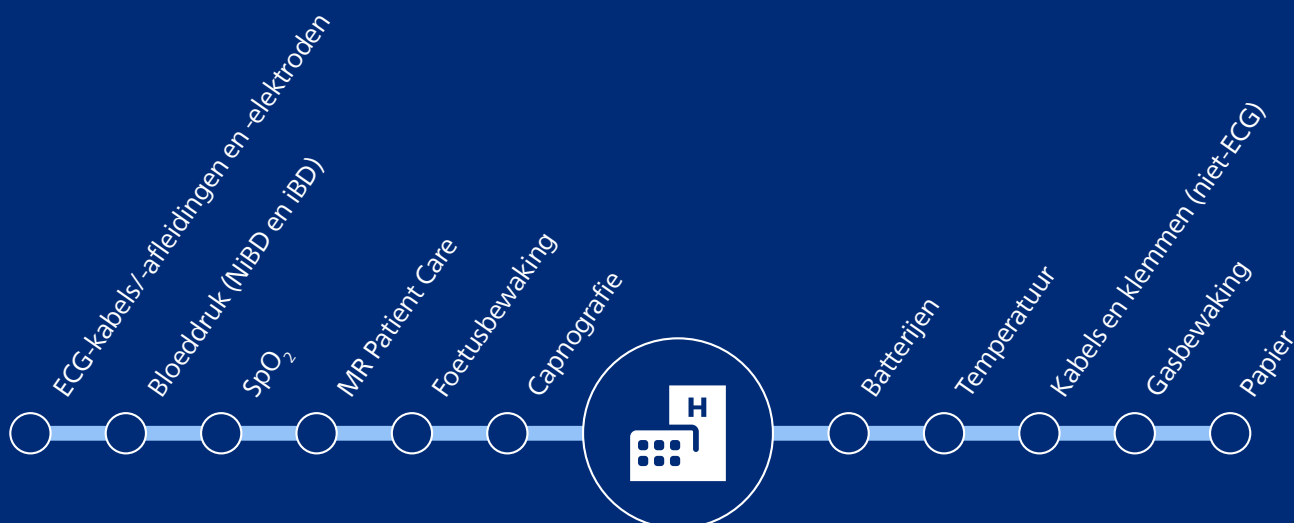 ECG-kabels/-afleidingen en -elektroden
Bloeddruk (NiBD en iBD)
SpO₂
MR Patient Care
Foetusbewaking
Capnografie
H
Batterijen
Temperatuur
Kabels en klemmen (niet-ECG)
Gasbewaking
Papier